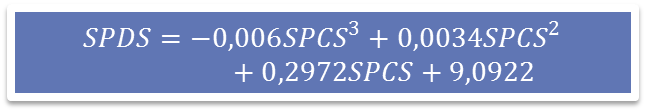 SPDS = −0,006SPCS³ + 0,0034SPCS²
+ 0,2972SPCS + 9,0922